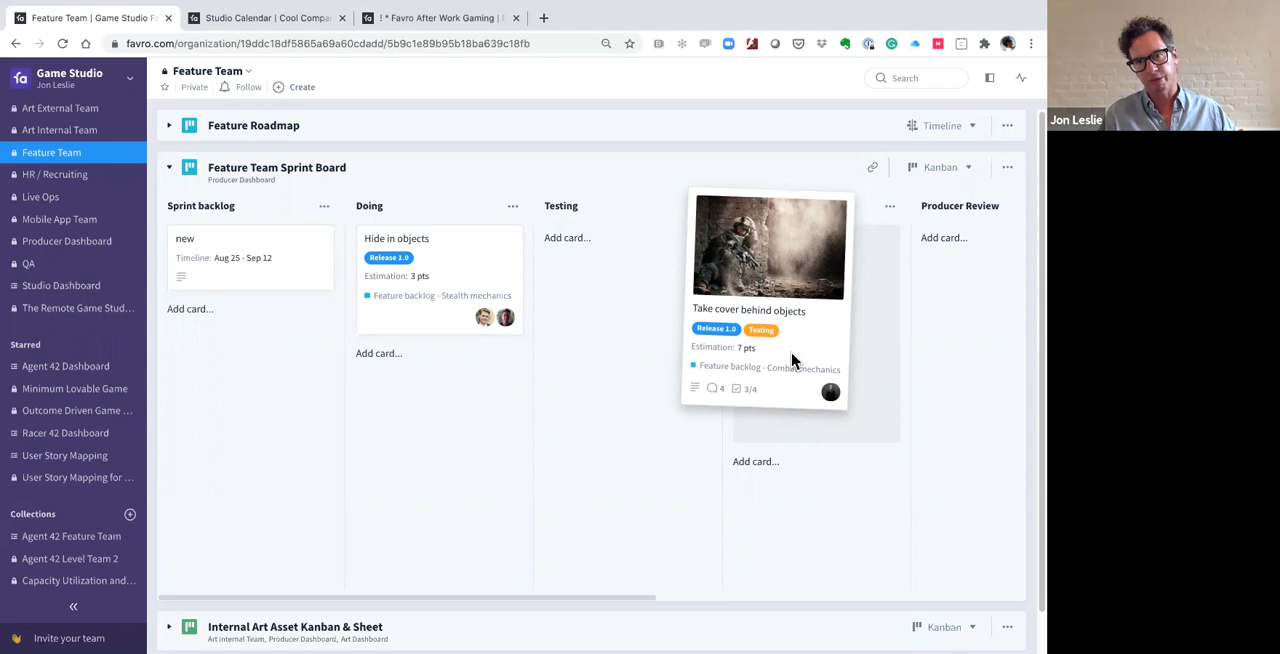 Feature Team | Game Studio Fa
Studio Calendar | Cool Compa
! * Favro After Work Gaming |
favro.com/organization/19ddc18df5865a69a60cdadd/5b9c1e89b95b18ba639c18fb
Game Studio
Jon Leslie
Art External Team
Art Internal Team
Feature Team
HR / Recruiting
Live Ops
Mobile App Team
Producer Dashboard
QA
Studio Dashboard
The Remote Game Stud...
Starred
Agent 42 Dashboard
Minimum Lovable Game
Outcome Driven Game ...
Racer 42 Dashboard
User Story Mapping
User Story Mapping for ...
Collections
Agent 42 Feature Team
Agent 42 Level Team 2
Capacity Utilization and...
Invite your team
Feature Team
Private
Follow
Create
Search
Feature Roadmap
Timeline
Feature Team Sprint Board
Producer Dashboard
Kanban
Sprint backlog
new
Timeline: Aug 25 - Sep 12
Add card...
Doing
Hide in objects
Release 1.0
Estimation: 3 pts
Feature backlog - Stealth mechanics
Add card...
Testing
Add card...
Take cover behind objects
Release 1.0 Testing
Estimation: 7 pts
Feature backlog - Combat mechanics
4 3/4
Add card...
Producer Review
Add card...
Internal Art Asset Kanban & Sheet
Art internal Team, Producer Dashboard, Art Dashboard
Kanban
Jon Leslie